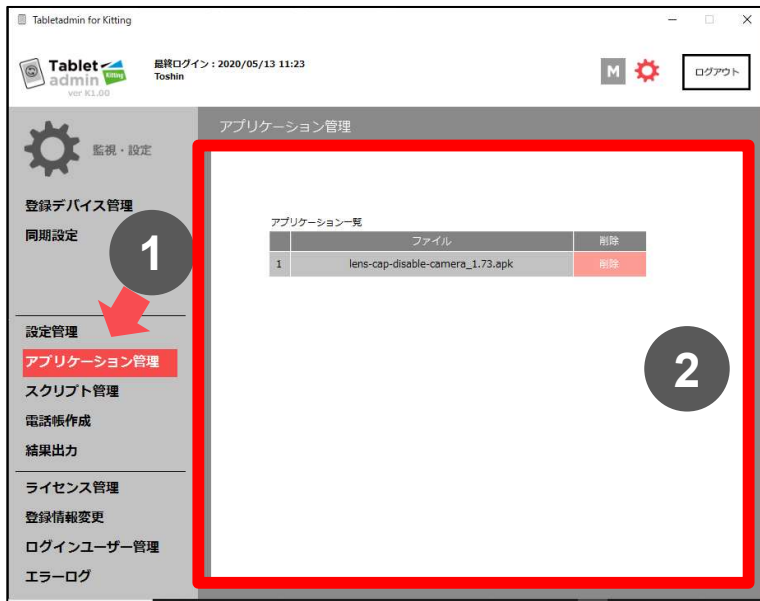 Tabletadmin for Kitting
Tablet
admin Kitting
ver K1.00
最終ログイン：2020/05/13 11:23
Toshin
M
ログアウト
監視・設定
アプリケーション管理
登録デバイス管理
同期設定
1
設定管理
アプリケーション管理
スクリプト管理
電話帳作成
結果出力
ライセンス管理
登録情報変更
ログインユーザー管理
エラーログ
アプリケーション一覧
ファイル 削除
1 lens-cap-disable-camera_1.73.apk 削除
2